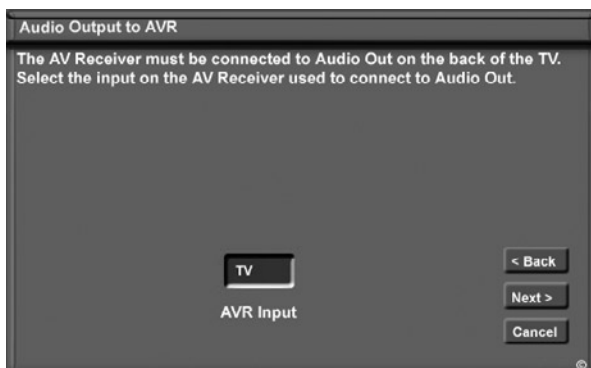 Audio Output to AVR
The AV Receiver must be connected to Audio Out on the back of the TV.
Select the input on the AV Receiver used to connect to Audio Out.
TV
AVR Input
< Back
Next >
Cancel
©